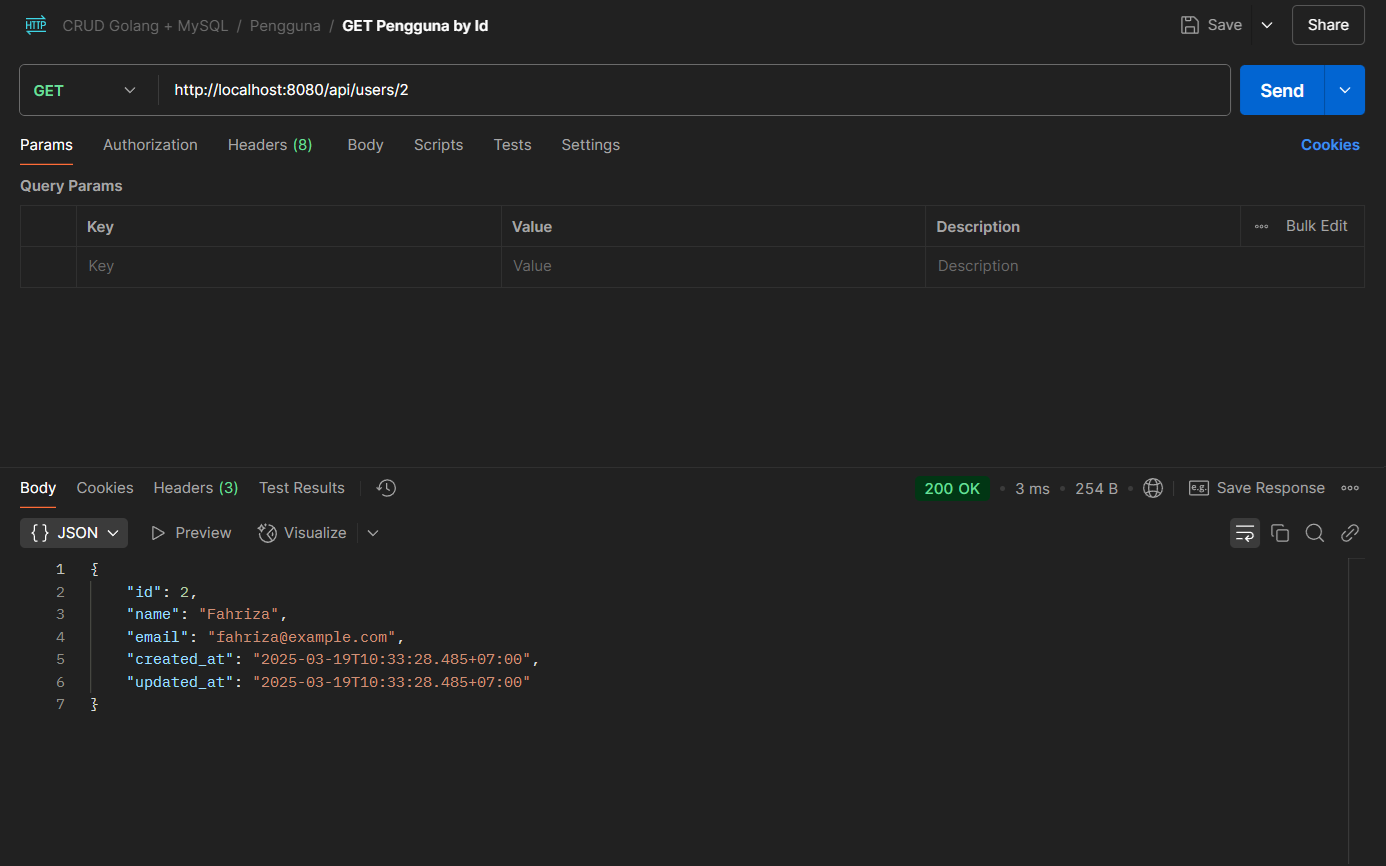 HTTP CRUD Golang + MySQL / Pengguna / GET Pengguna by Id Save Share
GET http://localhost:8080/api/users/2 Send
Params Authorization Headers (8) Body Scripts Tests Settings Cookies
Query Params
Key Value Description Bulk Edit
Key Value Description
Body Cookies Headers (3) Test Results 200 OK • 3 ms • 254 B • e.g. Save Response
{} JSON Preview Visualize
1 {
2 "id": 2,
3 "name": "Fahriza",
4 "email": "fahriza@example.com",
5 "created_at": "2025-03-19T10:33:28.485+07:00",
6 "updated_at": "2025-03-19T10:33:28.485+07:00"
7 }